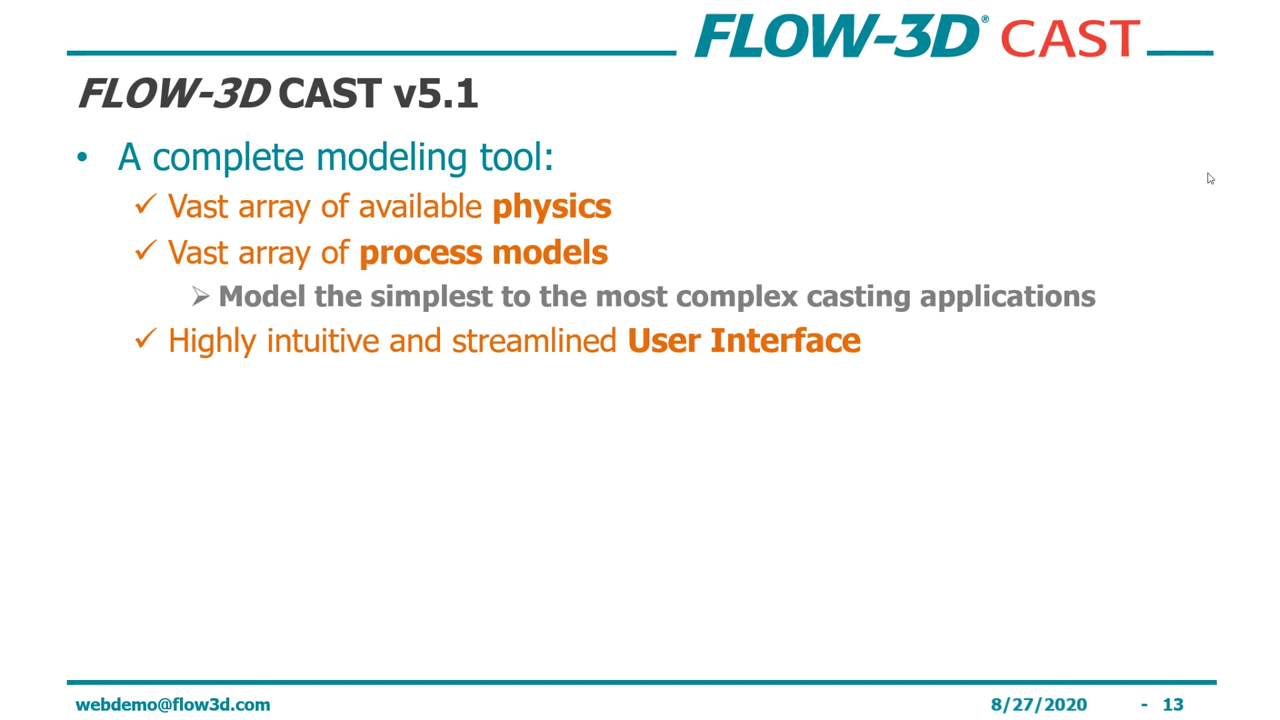 FLOW-3D® CAST
FLOW-3D CAST v5.1
• A complete modeling tool:
✓ Vast array of available physics
✓ Vast array of process models
➢ Model the simplest to the most complex casting applications
✓ Highly intuitive and streamlined User Interface
webdemo@flow3d.com 8/27/2020 - 13